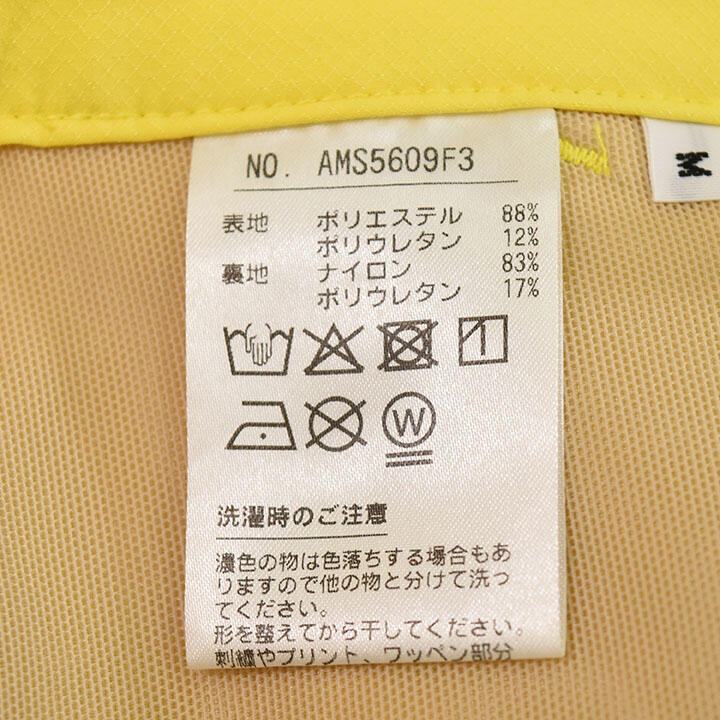 NO. AMS5609F3
M
表地 ポリエステル 88%
ポリウレタン 12%
裏地 ナイロン 83%
ポリウレタン 17%
W
洗濯時のご注意
濃色の物は色落ちする場合もあ
りますので他の物と分けて洗っ
てください。
形を整えてから干してください。
刺繍やプリント、ワッペン部分